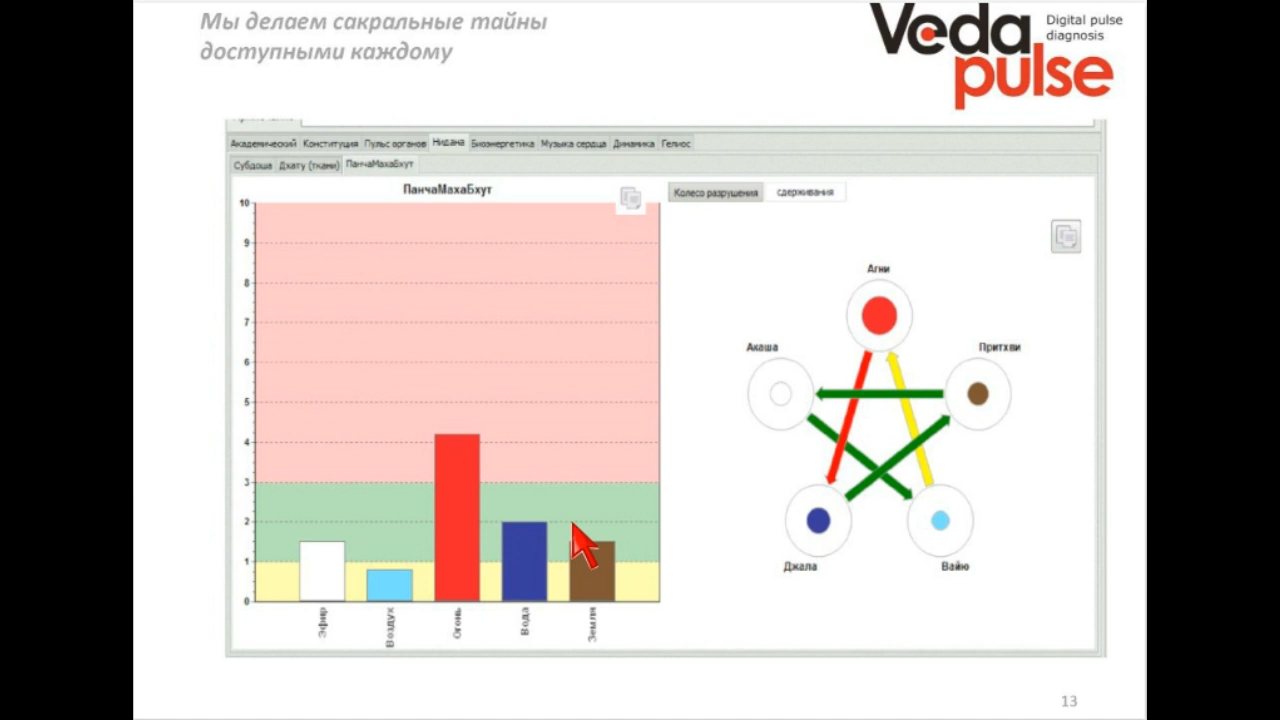 Мы делаем сакральные тайны
доступными каждому
Veda
pulse
Digital pulse
diagnosis
Академический Конституция Пульс органов Нидана Биоэнергетика Музыка сердца Динамика Гелиос
Субдоша Дхату (ткани) ПанчаМахаБхут
ПанчаМахаБхут
Колесо разрушения сдерживания
10
9
8
7
6
5
4
3
2
1
0
Эфир
Воздух
Огонь
Вода
Земля
Агни
Акаша
Притхви
Джала
Вайю
13